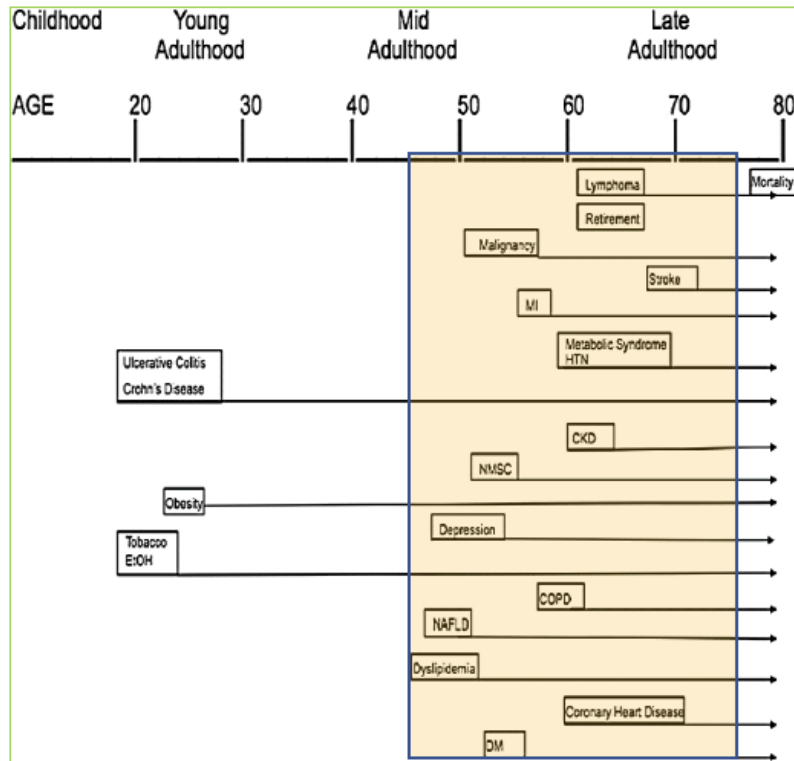 Childhood
Young
Adulthood
Mid
Adulthood
Late
Adulthood
AGE 20 30 40 50 60 70 80
Lymphoma
Mortality
Retirement
Malignancy
Stroke
MI
Metabolic Syndrome
HTN
Ulcerative Colitis
Crohn's Disease
CKD
NMSC
Obesity
Depression
Tobacco
EtOH
COPD
NAFLD
Dyslipidemia
Coronary Heart Disease
DM